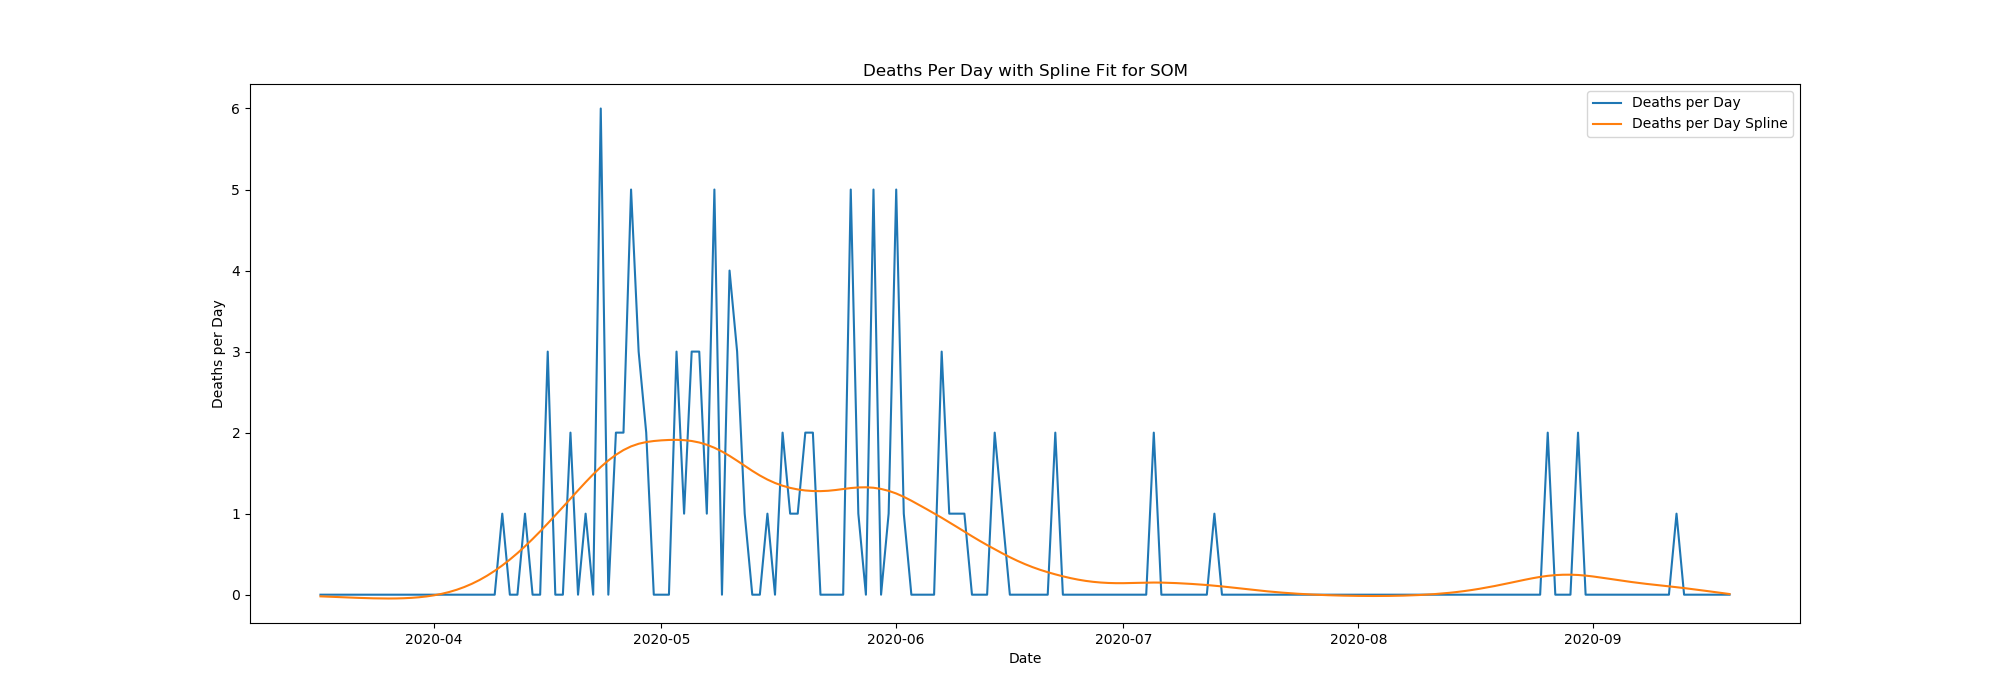 Deaths Per Day with Spline Fit for SOM
Deaths per Day
Deaths per Day Spline
Deaths per Day
6
5
4
3
2
1
0
2020-04
2020-05
2020-06
2020-07
2020-08
2020-09
Date